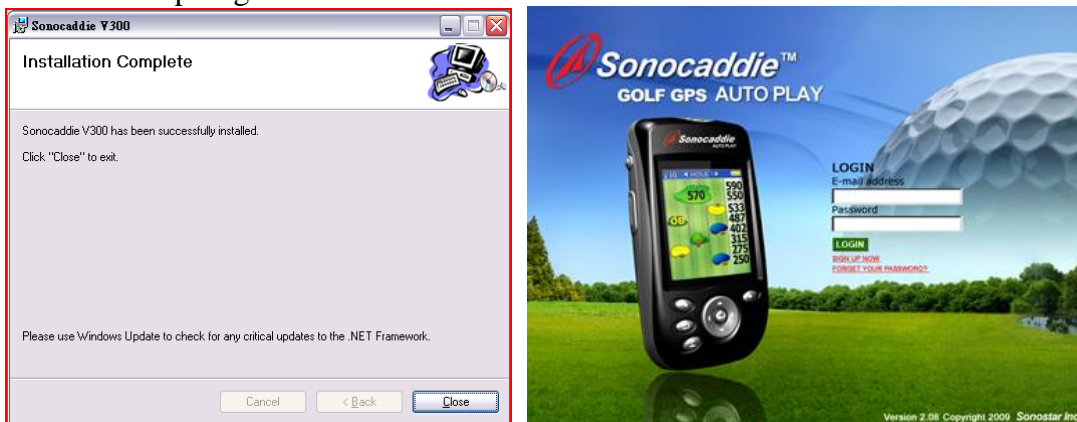 Sonocaddie V300
Installation Complete
Sonocaddie V300 has been successfully installed.
Click "Close" to exit.
Please use Windows Update to check for any critical updates to the .NET Framework.
Cancel
< Back
Close
Sonocaddie™
GOLF GPS AUTO PLAY
Sonocaddie
AUTO PLAY
HOLE 1
570
OB
590
550
533
487
402
315
275
250
LOGIN
E-mail address
Password
LOGIN
SIGN UP NOW
FORGET YOUR PASSWORD?
Version 2.08 Copyright 2009 Sonostar Inc